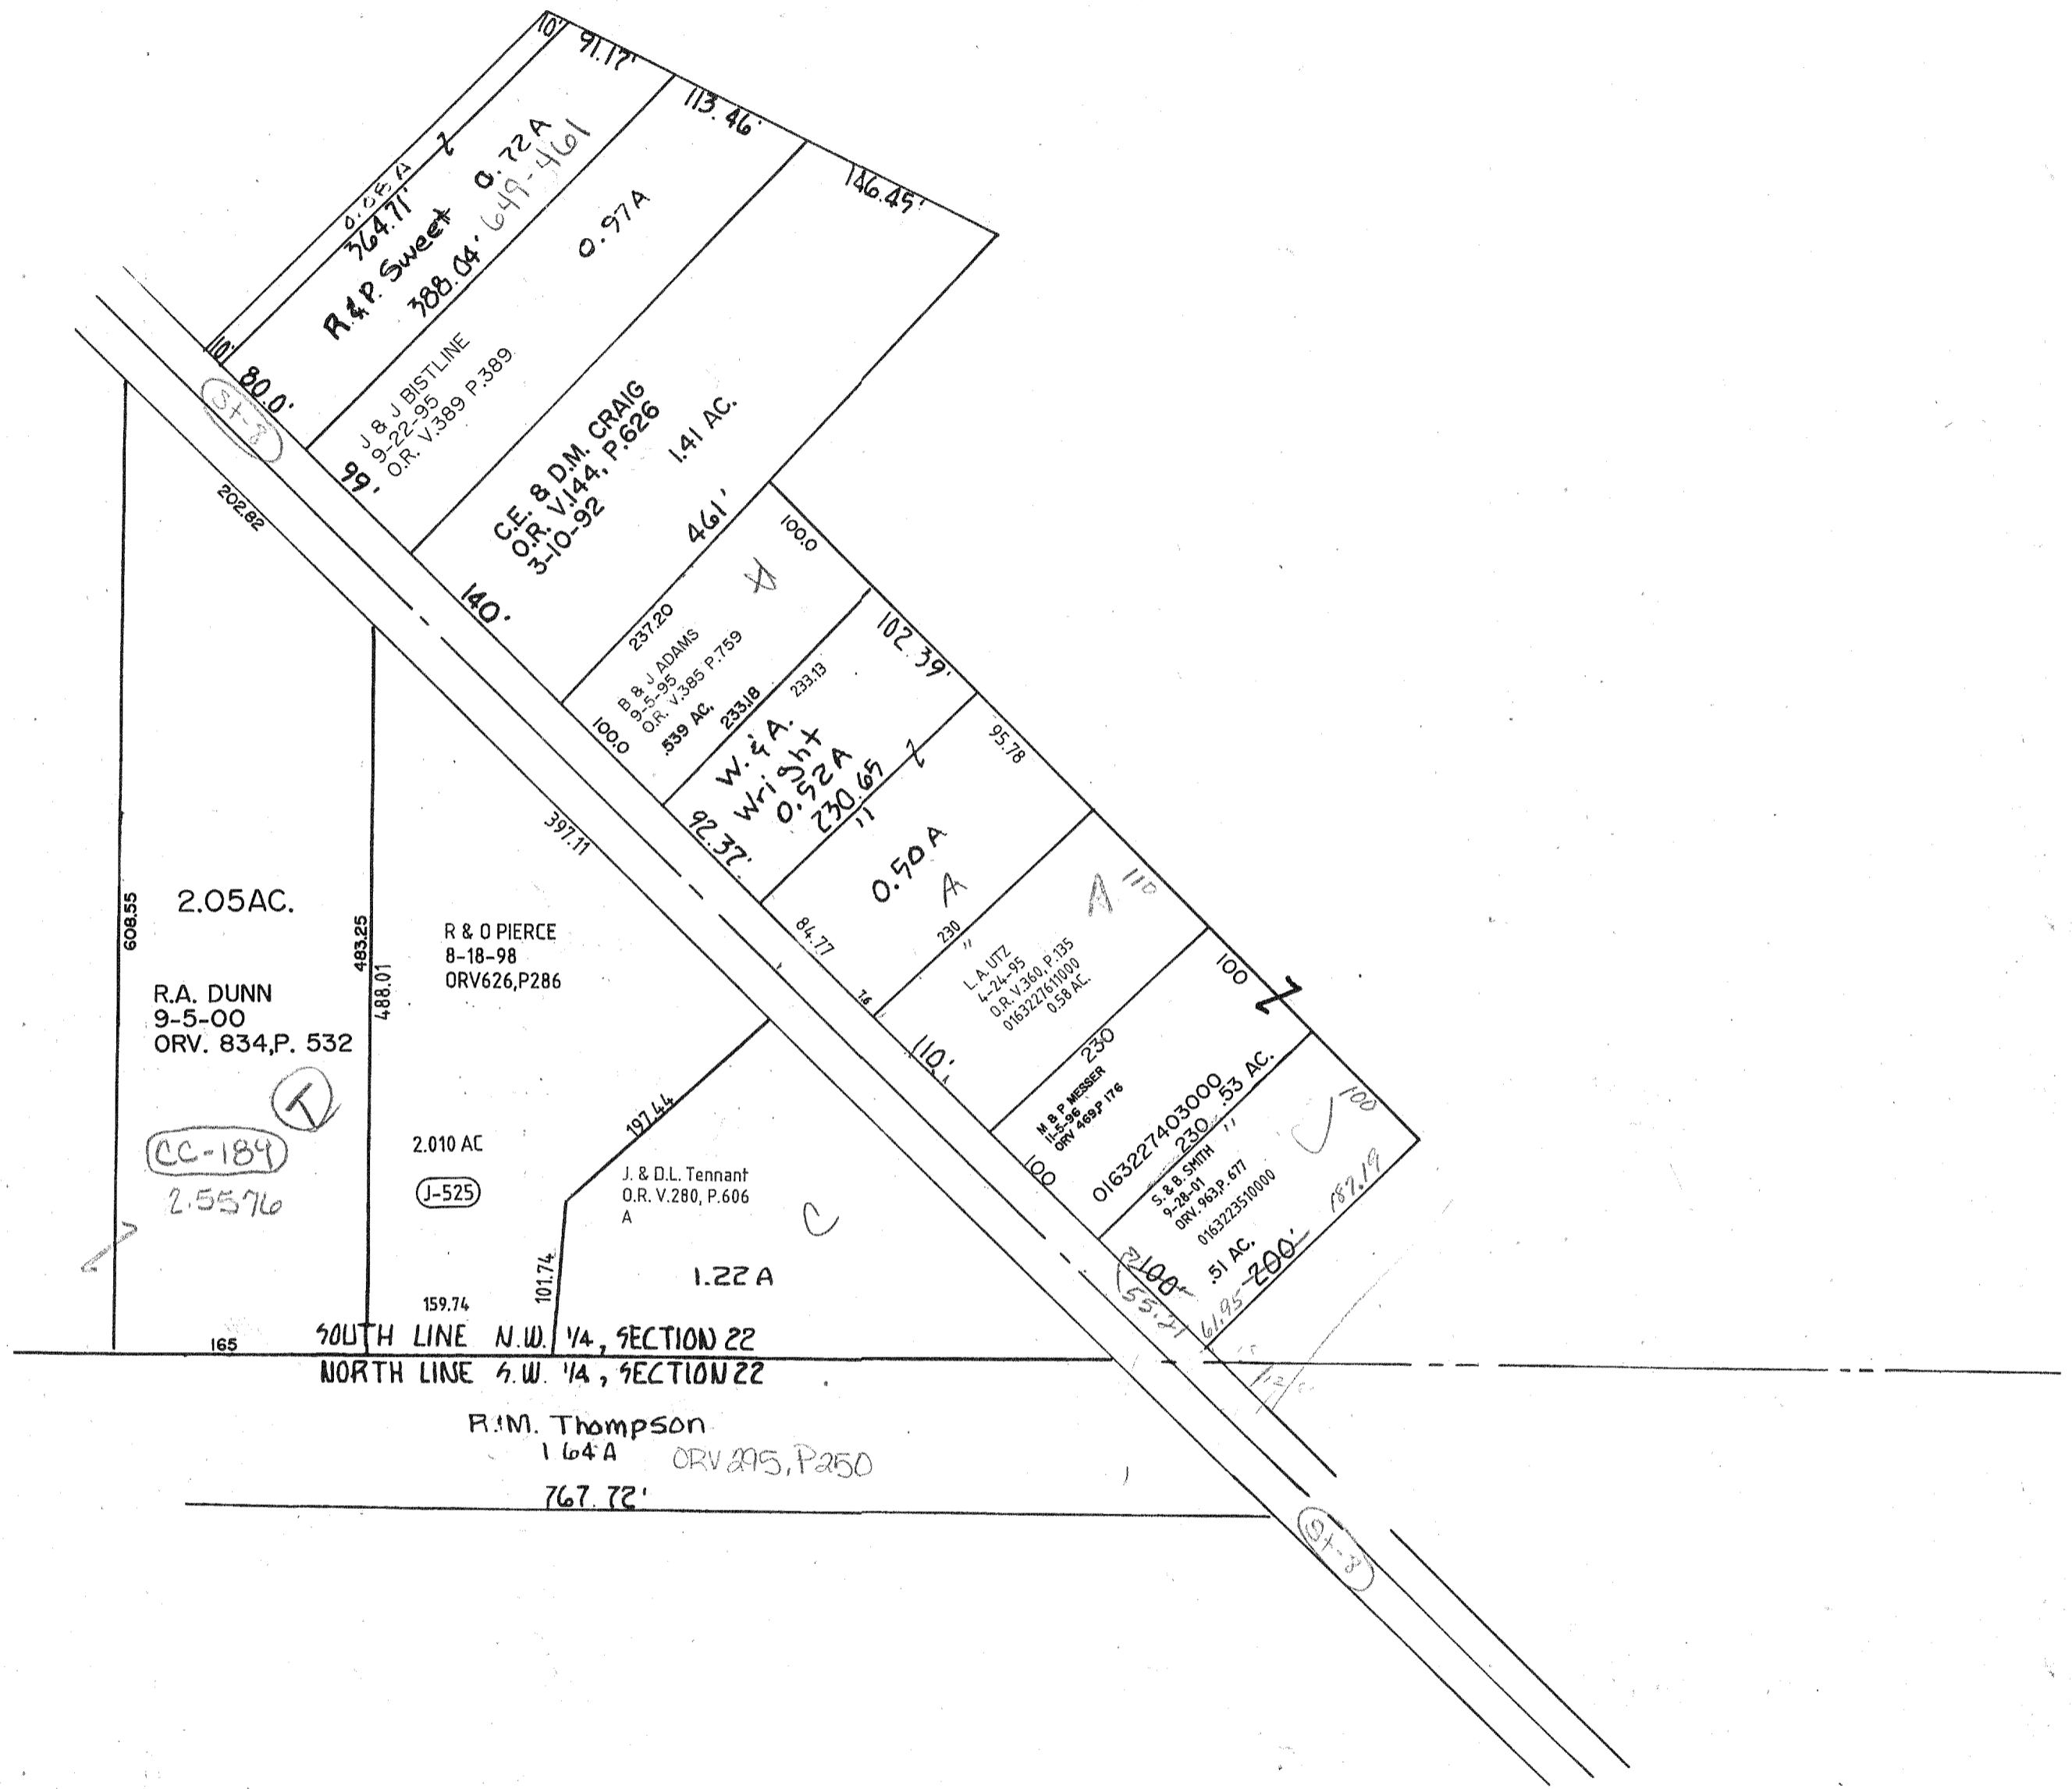 10'
91.17'
113.46'
146.45'
0.08 A
364.71'
R & P. Sweet
0.72 A
649-461
388.04'
0.97 A
J & J BISTLINE
9-22-95
O.R. V.389 P.389
10'
80.0'
St-8
99'
C.E. & D.M. CRAIG
O.R. V.144, P.626
3-10-92
1.41 AC.
461'
140'
202.82
100.0
A
237.20
B & J ADAMS
9-5-95
O.R. V.385 P.759
.539 AC.
100.0
233.18
233.13
102.39'
W. & A.
Wright
0.52 A
230.65
"
92.37'
95.78
0.50 A
A
84.77
7.6
397.11
230
"
A
110
L.A. UTZ
4-24-95
O.R. V.360, P.135
0163227611000
0.58 AC.
110'
100
230
M & P MESSER
11-5-96
ORV 469,P 176
0163227403000
.53 AC.
100
230
"
S. & B. SMITH
9-28-01
ORV. 963,P. 677
0163223510000
.51 AC.
100
187.19
200'
61.95
608.55
2.05AC.
R.A. DUNN
9-5-00
ORV. 834,P. 532
T
CC-184
2.5576
165
483.25
488.01
R & O PIERCE
8-18-98
ORV626,P286
2.010 AC
J-525
159.74
197.44
101.74
J. & D.L. Tennant
O.R. V.280, P.606
A
C
1.22 A
SOUTH LINE N.W. 1/4, SECTION 22
NORTH LINE S.W. 1/4, SECTION 22
Thompson
1 64 A
ORV 295, P250
767.72'
St-8